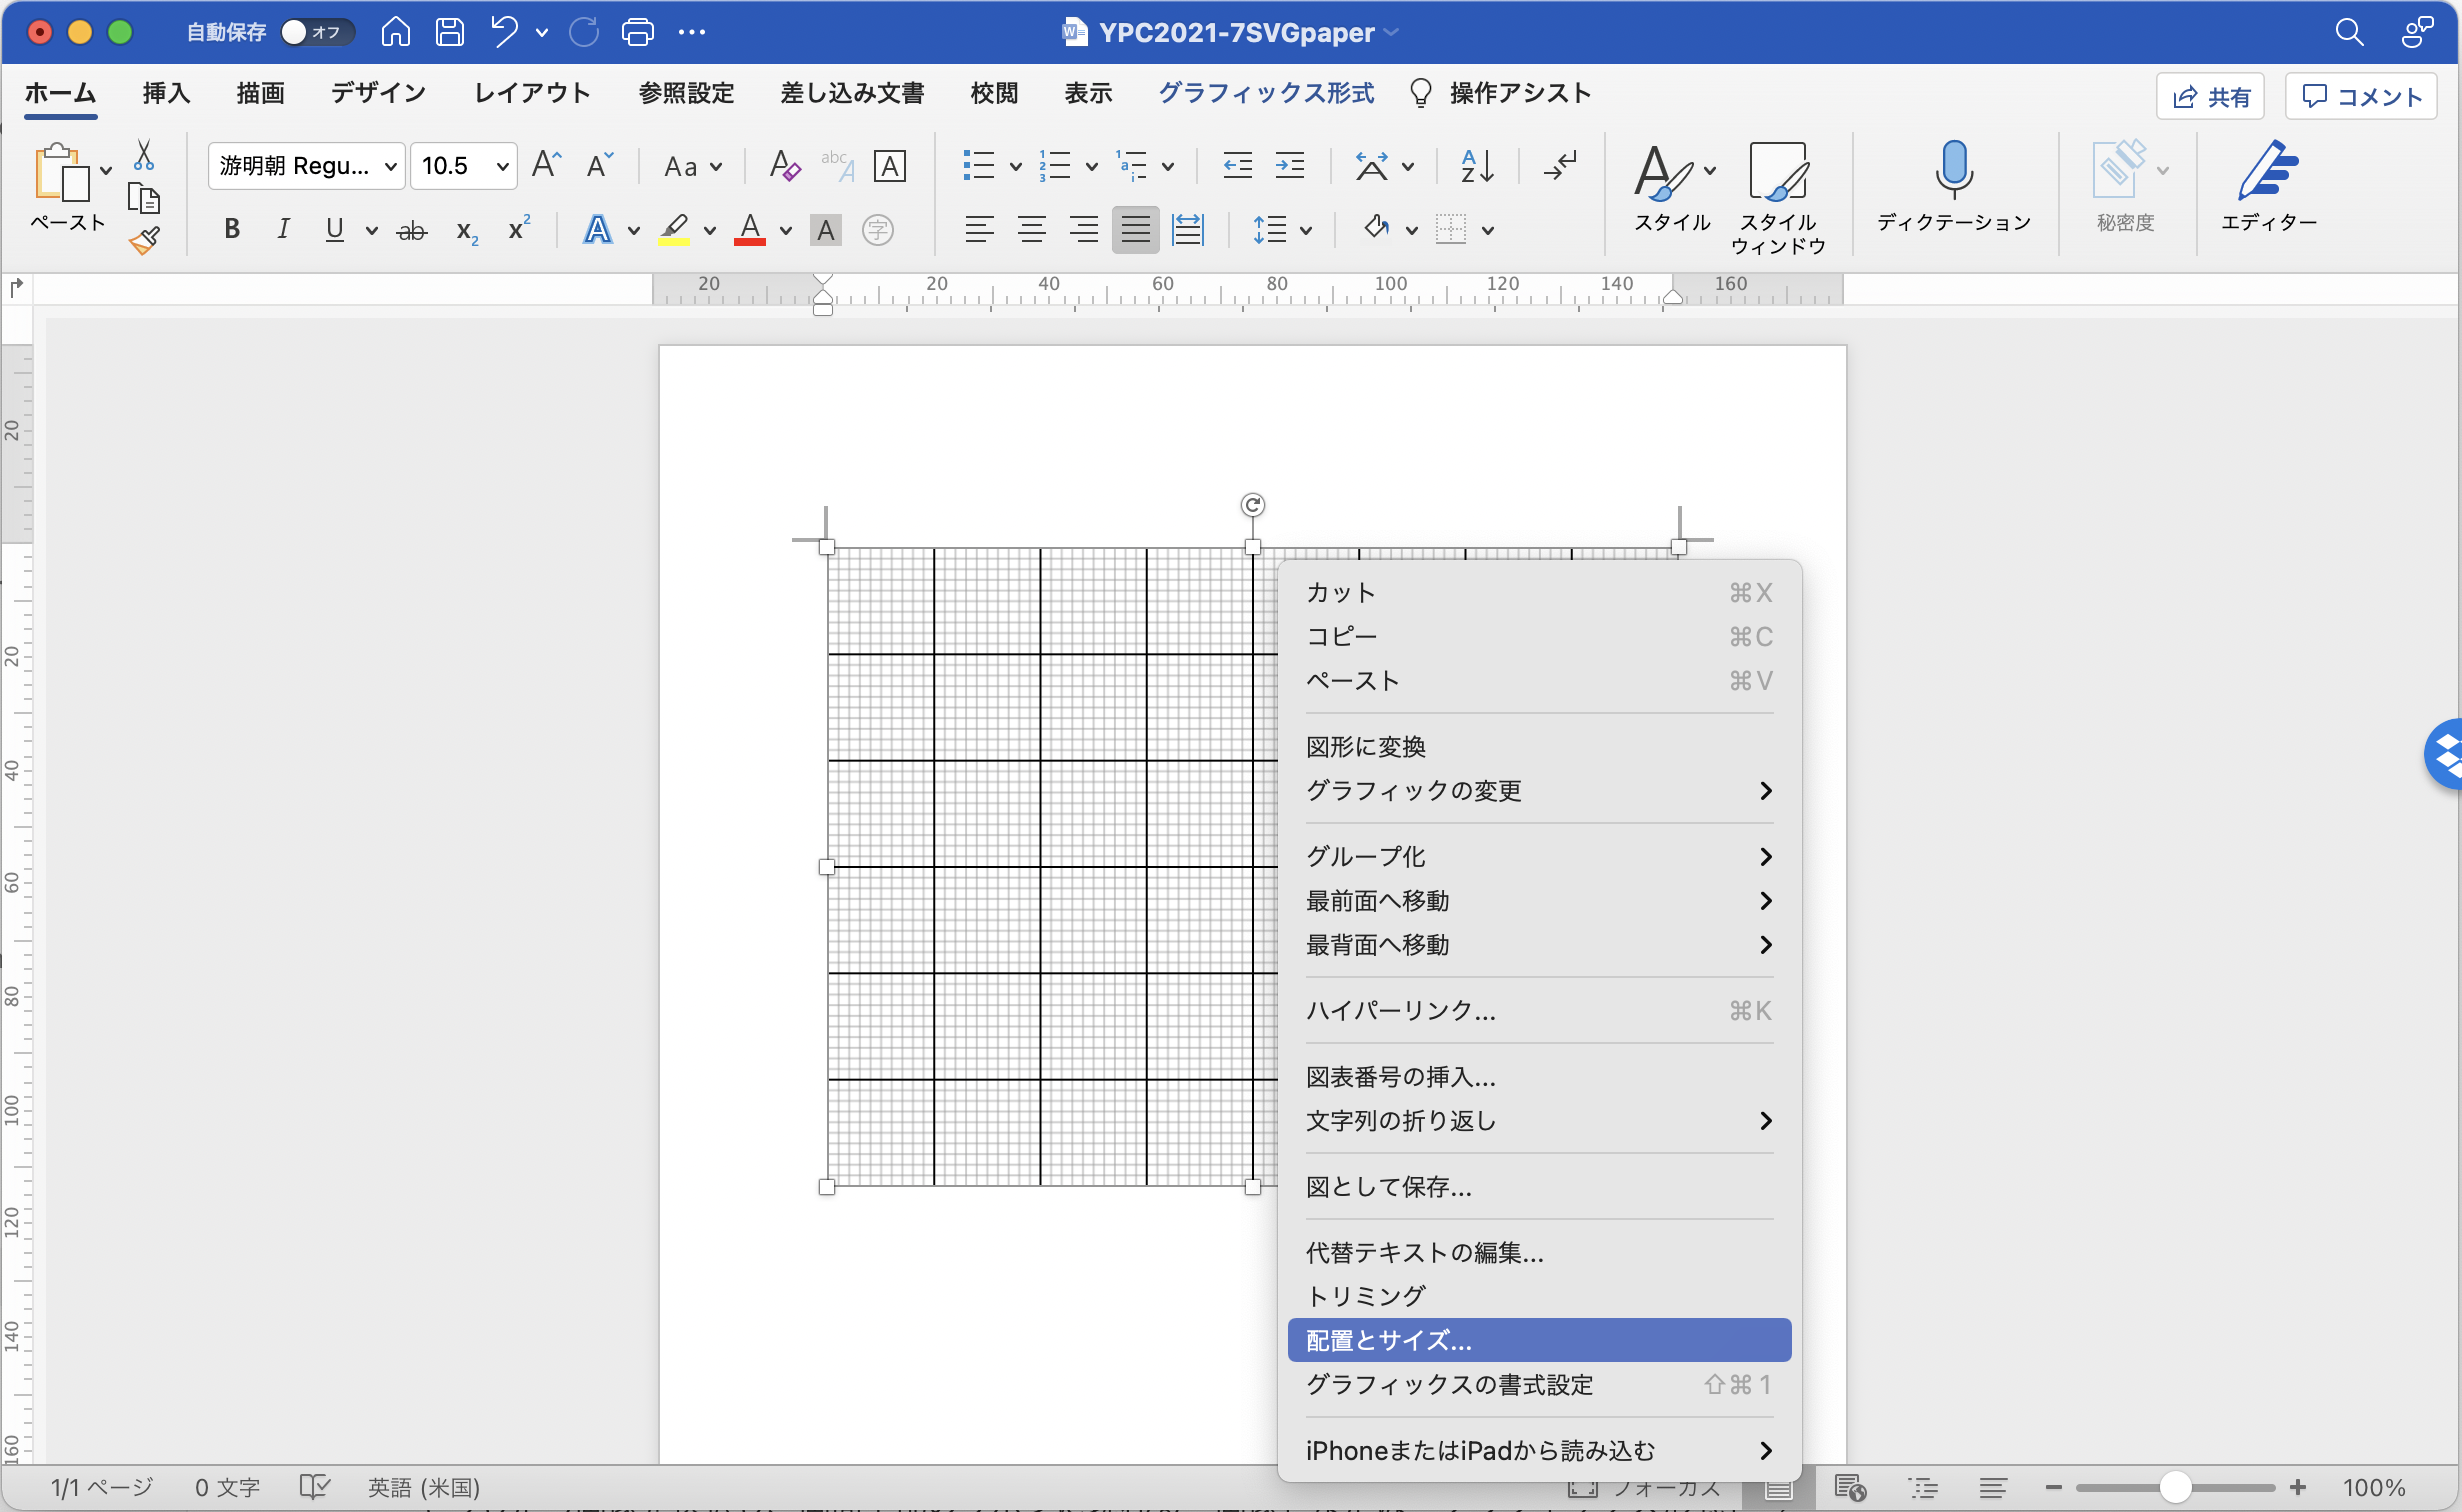 自動保存 オフ
YPC2021-7SVGpaper
ホーム 挿入 描画 デザイン レイアウト 参照設定 差し込み文書 校閲 表示 グラフィックス形式 操作アシスト
共有 コメント
ペースト
游明朝 Regu... 10.5
スタイル
スタイル
ウィンドウ
ディクテーション
秘密度
エディター
20 20 40 60 80 100 120 140 160
20
20
40
60
80
100
120
140
160
カット ⌘X
コピー ⌘C
ペースト ⌘V
図形に変換
グラフィックの変更
グループ化
最前面へ移動
最背面へ移動
ハイパーリンク... ⌘K
図表番号の挿入...
文字列の折り返し
図として保存...
代替テキストの編集...
トリミング
配置とサイズ...
グラフィックスの書式設定 ⇧⌘1
iPhoneまたはiPadから読み込む
1/1 ページ 0 文字 英語 (米国) フォーカス 100%